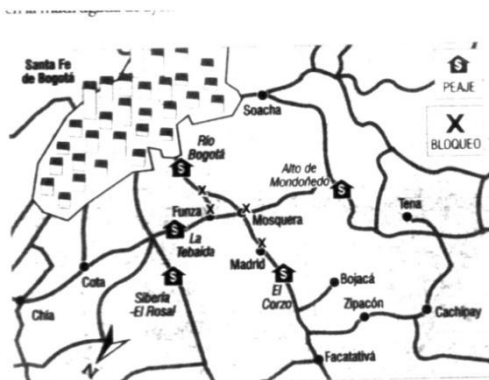 Santa Fe
de Bogotá
Soacha
$
PEAJE
X
BLOQUEO
Río
Bogotá
$
Alto de
Mondoñedo
$
Tena
X
Funza
X
X
Mosquera
$
La
Tebaida
X
Madrid
Cota
$
Siberia
-El Rosal
$
El
Corzo
Bojacá
Zipacón
Cachipay
Chía
N
Facatativá